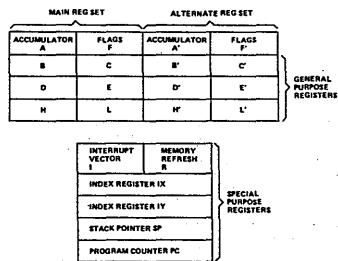 MAIN REG SET ALTERNATE REG SET
ACCUMULATOR FLAGS ACCUMULATOR FLAGS
A F A' F'
B C B' C'
D E D' E'
H L H' L'
GENERAL
PURPOSE
REGISTERS
INTERRUPT MEMORY
VECTOR REFRESH
I R
INDEX REGISTER IX
INDEX REGISTER IY
STACK POINTER SP
PROGRAM COUNTER PC
SPECIAL
PURPOSE
REGISTERS